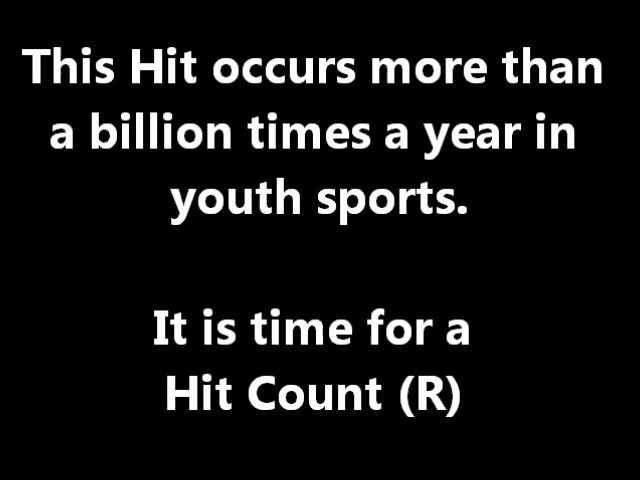 This Hit occurs more than
a billion times a year in
youth sports.
It is time for a
Hit Count (R)